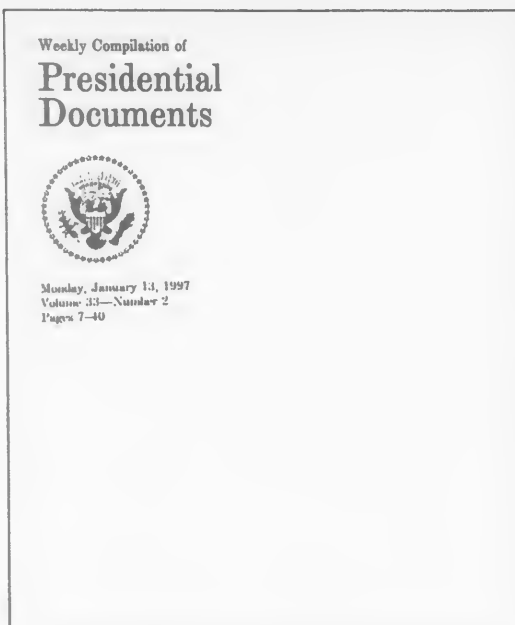 Weekly Compilation of
Presidential
Documents
Monday, January 13, 1997
Volume 33—Number 2
Pages 7–40